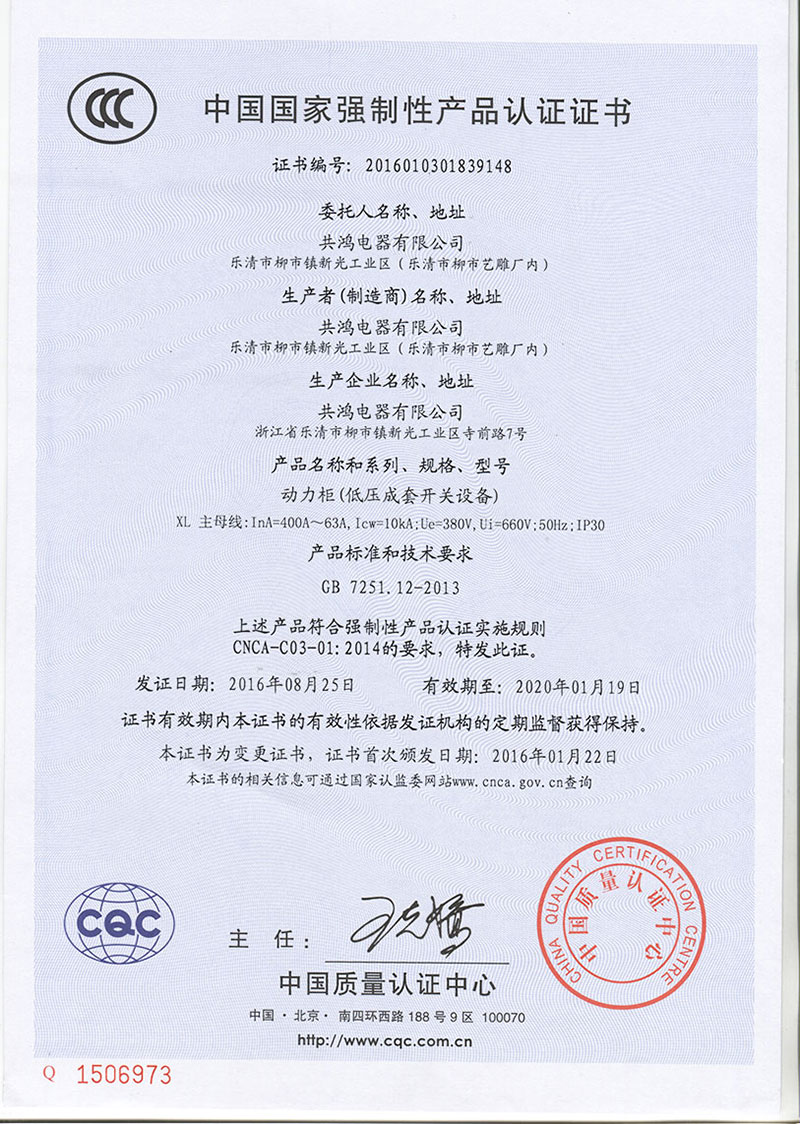 CCC
中国国家强制性产品认证证书
证书编号：2016010301839148
委托人名称、地址
共鸿电器有限公司
乐清市柳市镇新光工业区（乐清市柳市艺雕厂内）
生产者(制造商)名称、地址
共鸿电器有限公司
乐清市柳市镇新光工业区（乐清市柳市艺雕厂内）
生产企业名称、地址
共鸿电器有限公司
浙江省乐清市柳市镇新光工业区寺前路7号
产品名称和系列、规格、型号
动力柜(低压成套开关设备)
XL 主母线:InA=400A～63A,Icw=10kA;Ue=380V,Ui=660V;50Hz;IP30
产品标准和技术要求
GB 7251.12-2013
上述产品符合强制性产品认证实施规则
CNCA-C03-01:2014的要求，特发此证。
发证日期：2016年08月25日 有效期至：2020年01月19日
证书有效期内本证书的有效性依据发证机构的定期监督获得保持。
本证书为变更证书，证书首次颁发日期：2016年01月22日
本证书的相关信息可通过国家认监委网站www.cnca.gov.cn查询
CQC
主 任：
CHINA QUALITY CERTIFICATION CENTRE
中国质量认证中心
中国质量认证中心
中国·北京·南四环西路188号9区 100070
http://www.cqc.com.cn
Q 1506973